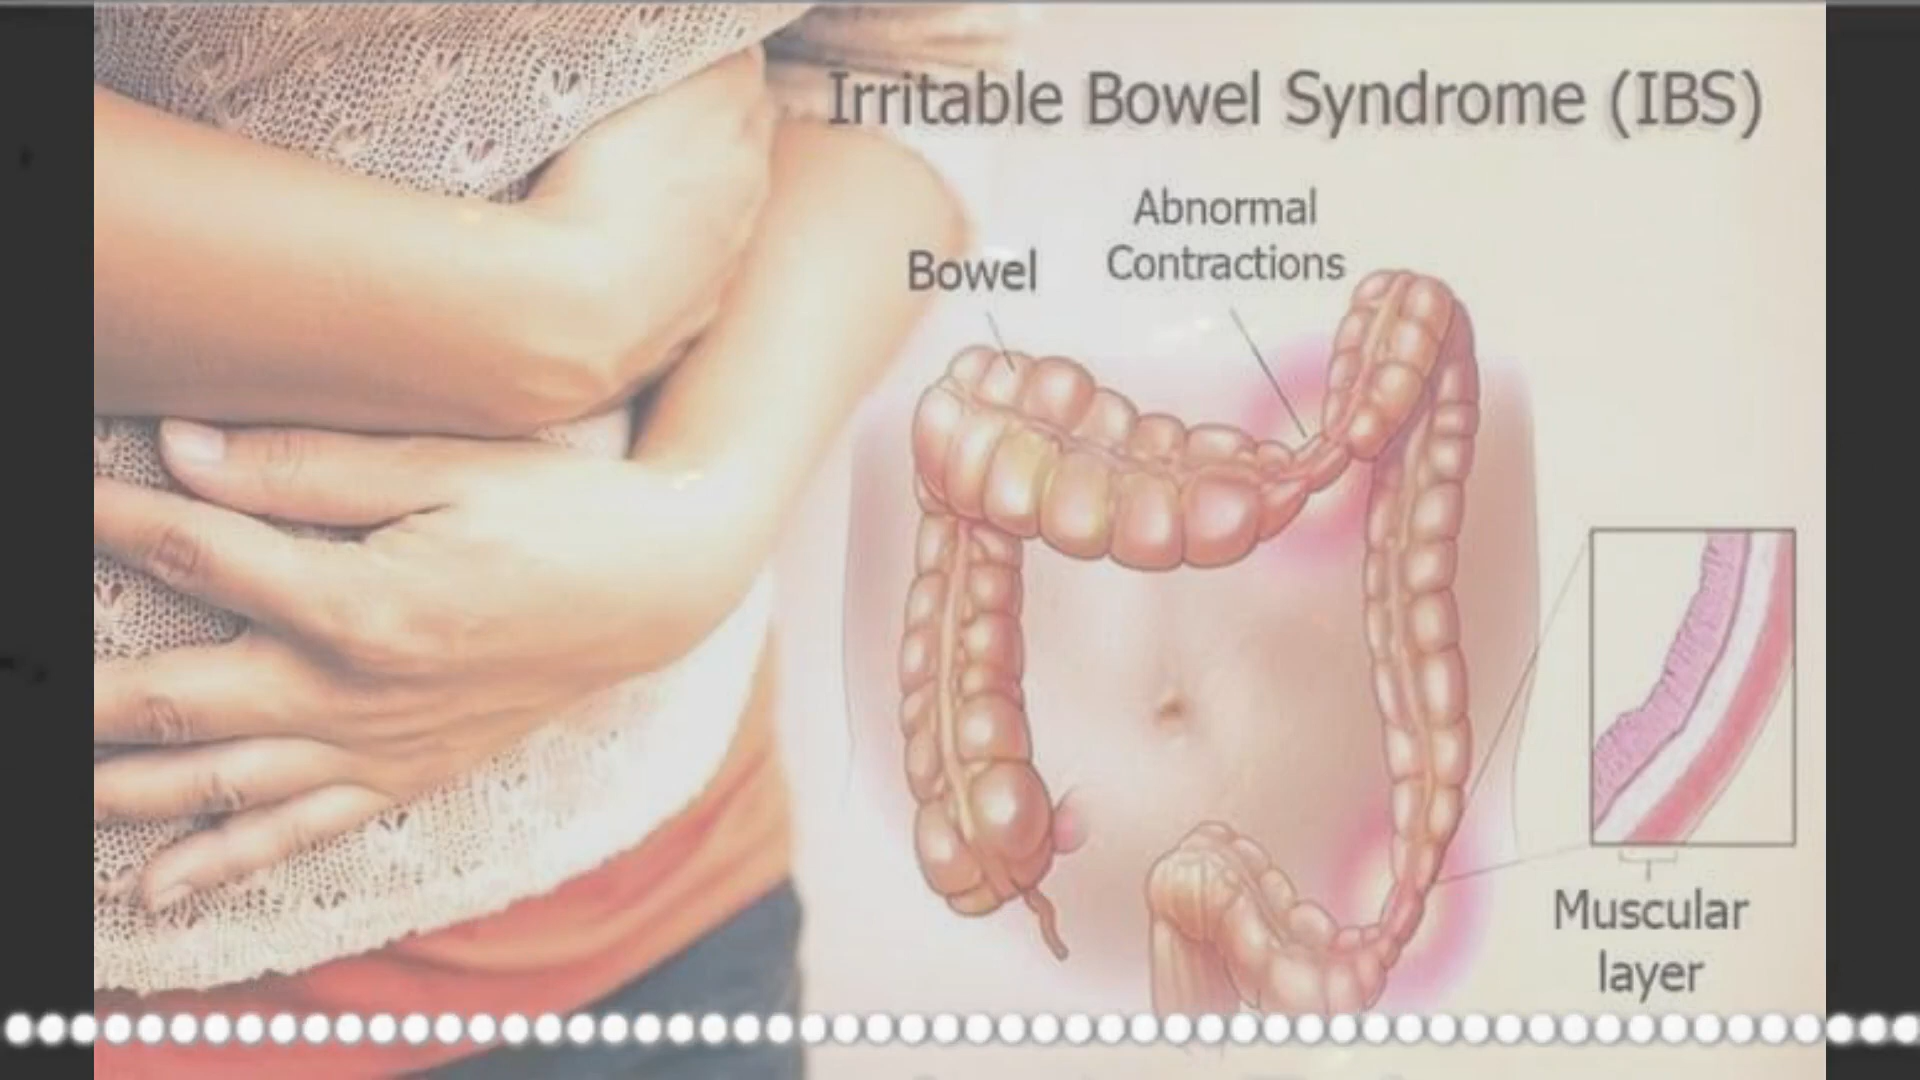 Irritable Bowel Syndrome (IBS)
Abnormal
Contractions
Bowel
Muscular
layer